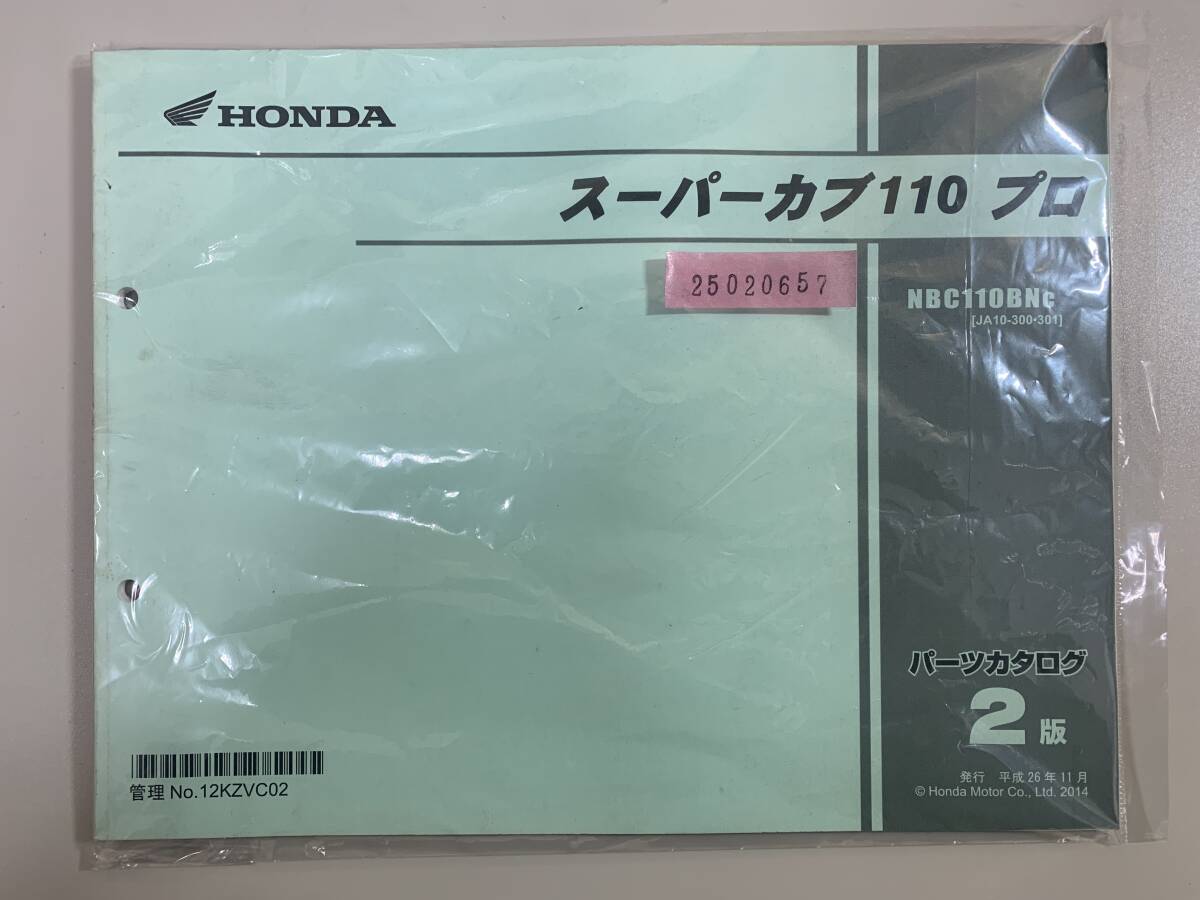 HONDA
スーパーカブ110 プロ
25020657
NBC110BNC
[JA10-300･301]
パーツカタログ
2版
発行 平成26年11月
© Honda Motor Co., Ltd. 2014
管理 No.12KZVC02